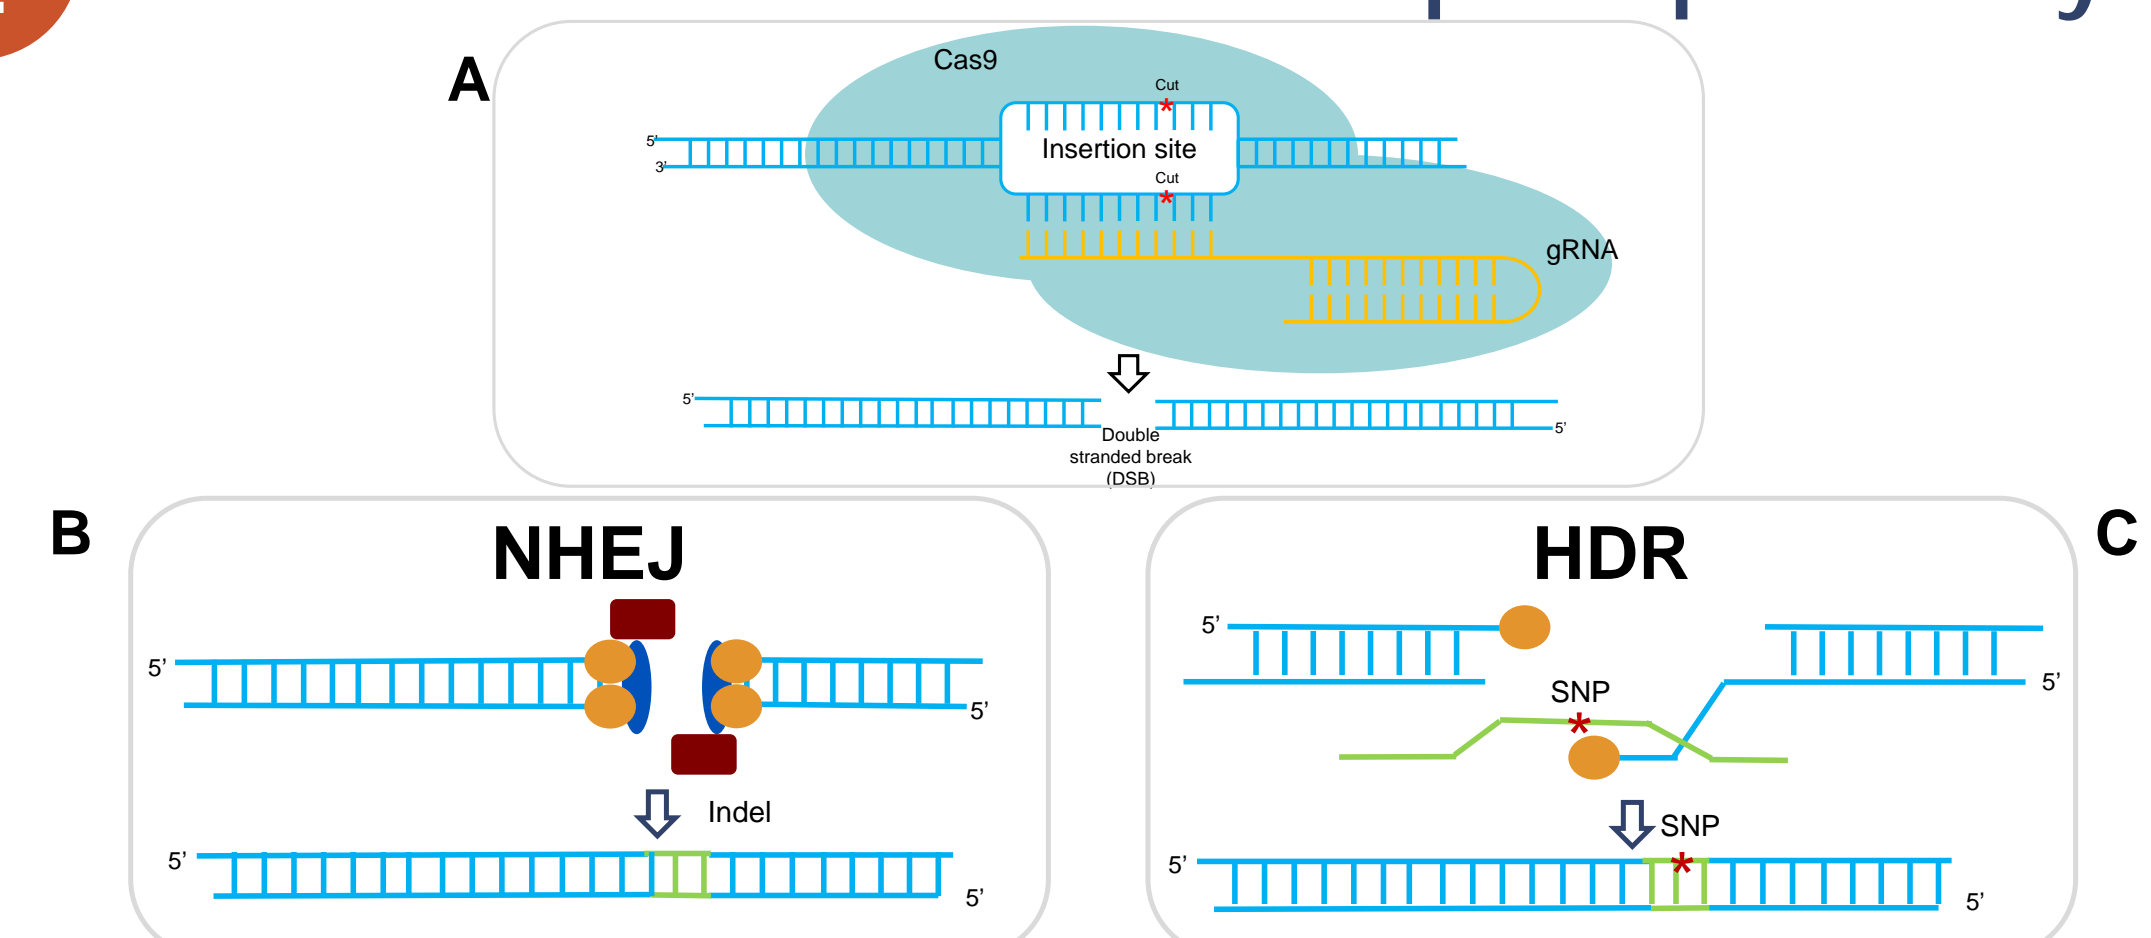 A
Cas9
Cut
*
5’
Insertion site
3’
Cut
*
gRNA
5’
Double
stranded break
(DSB)
5’
B
NHEJ
5’
5’
Indel
5’
5’
C
HDR
5’
5’
SNP
*
SNP
5’
*
5’